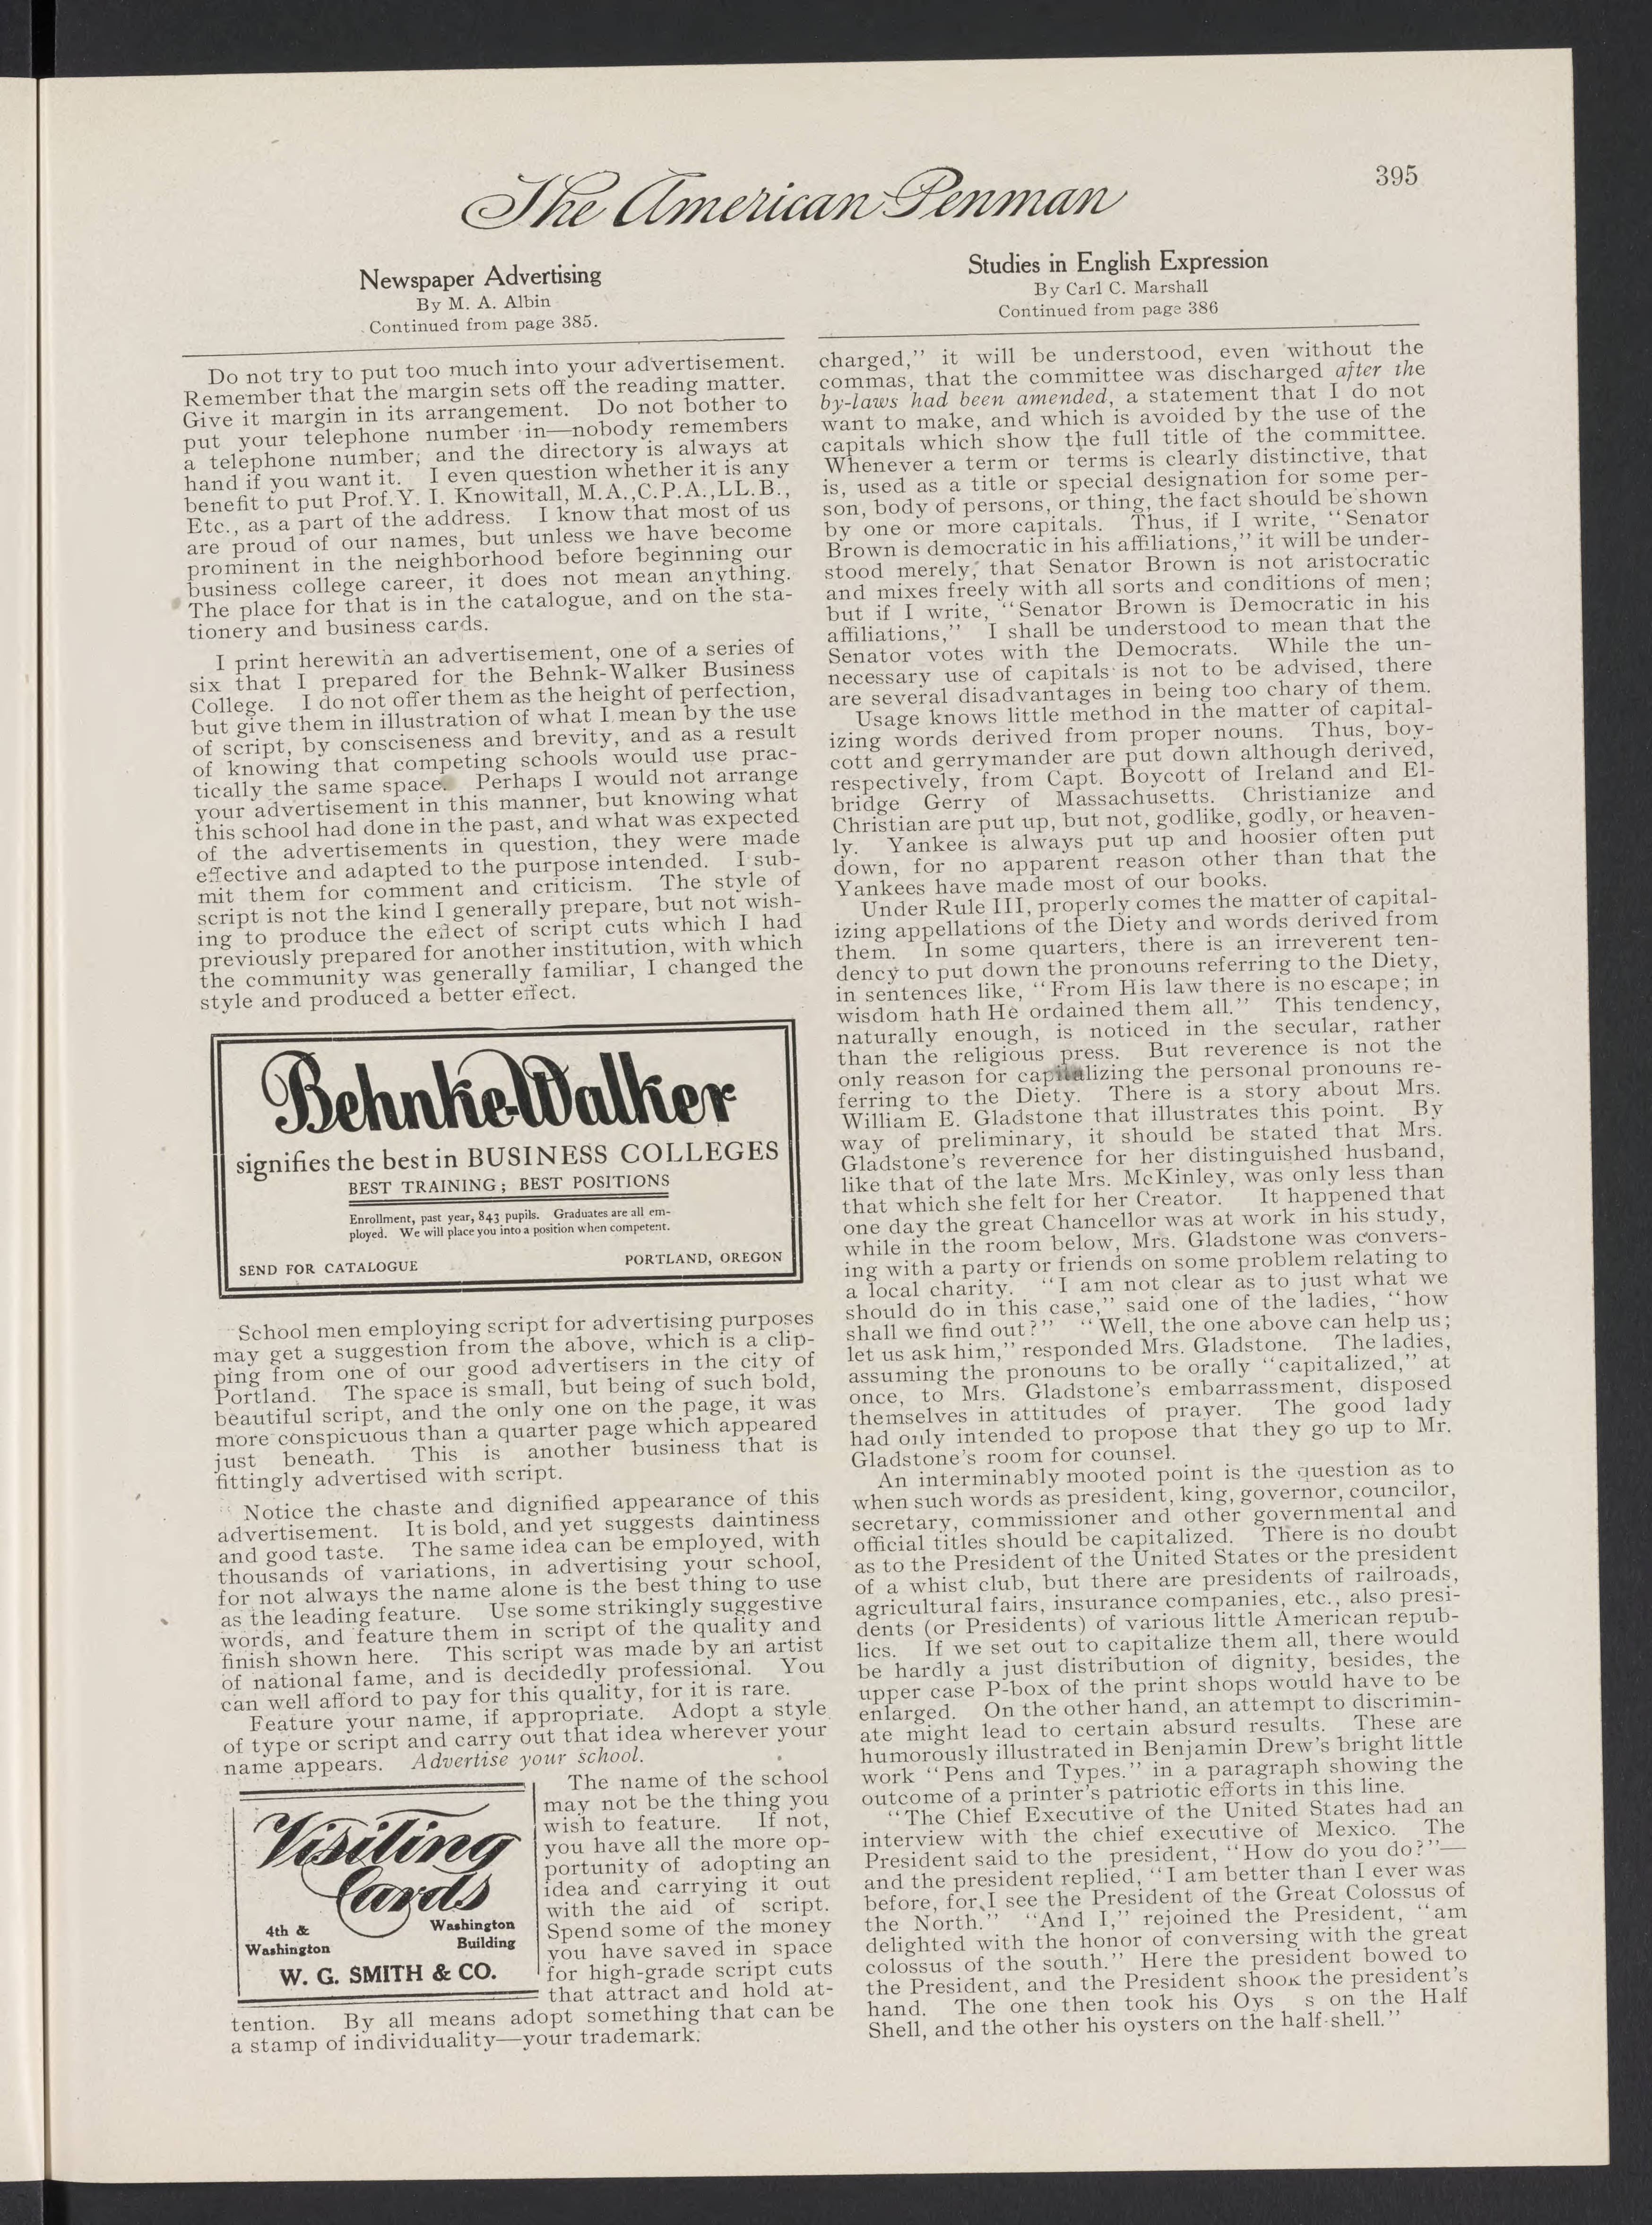 395
The American Penman
Newspaper Advertising
By M. A. Albin
Continued from page 385.
Do not try to put too much into your advertisement.
Remember that the margin sets off the reading matter.
Give it margin in its arrangement. Do not bother to
put your telephone number in—nobody remembers
a telephone number; and the directory is always at
hand if you want it. I even question whether it is any
benefit to put Prof. Y. I. Knowitall, M.A.,C.P.A.,LL.B.,
Etc., as a part of the address. I know that most of us
are proud of our names, but unless we have become
prominent in the neighborhood before beginning our
business college career, it does not mean anything.
The place for that is in the catalogue, and on the sta-
tionery and business cards.
I print herewith an advertisement, one of a series of
six that I prepared for the Behnk-Walker Business
College. I do not offer them as the height of perfection,
but give them in illustration of what I mean by the use
of script, by consciseness and brevity, and as a result
of knowing that competing schools would use prac-
tically the same space. Perhaps I would not arrange
your advertisement in this manner, but knowing what
this school had done in the past, and what was expected
of the advertisements in question, they were made
effective and adapted to the purpose intended. I sub-
mit them for comment and criticism. The style of
script is not the kind I generally prepare, but not wish-
ing to produce the effect of script cuts which I had
previously prepared for another institution, with which
the community was generally familiar, I changed the
style and produced a better effect.
Behnke-Walker
signifies the best in BUSINESS COLLEGES
BEST TRAINING; BEST POSITIONS
Enrollment, past year, 843 pupils. Graduates are all em-
ployed. We will place you into a position when competent.
SEND FOR CATALOGUE PORTLAND, OREGON
School men employing script for advertising purposes
may get a suggestion from the above, which is a clip-
ping from one of our good advertisers in the city of
Portland. The space is small, but being of such bold,
beautiful script, and the only one on the page, it was
more conspicuous than a quarter page which appeared
just beneath. This is another business that is
fittingly advertised with script.
Notice the chaste and dignified appearance of this
advertisement. It is bold, and yet suggests daintiness
and good taste. The same idea can be employed, with
thousands of variations, in advertising your school,
for not always the name alone is the best thing to use
as the leading feature. Use some strikingly suggestive
words, and feature them in script of the quality and
finish shown here. This script was made by an artist
of national fame, and is decidedly professional. You
can well afford to pay for this quality, for it is rare.
Feature your name, if appropriate. Adopt a style
of type or script and carry out that idea wherever your
name appears. Advertise your school.
Visiting
Cards
4th &
Washington
Washington
Building
W. G. SMITH & CO.
The name of the school
may not be the thing you
wish to feature. If not,
you have all the more op-
portunity of adopting an
idea and carrying it out
with the aid of script.
Spend some of the money
you have saved in space
for high-grade script cuts
that attract and hold at-
tention. By all means adopt something that can be
a stamp of individuality—your trademark.
Studies in English Expression
By Carl C. Marshall
Continued from page 386
charged,'' it will be understood, even without the
commas, that the committee was discharged after the
by-laws had been amended, a statement that I do not
want to make, and which is avoided by the use of the
capitals which show the full title of the committee.
Whenever a term or terms is clearly distinctive, that
is, used as a title or special designation for some per-
son, body of persons, or thing, the fact should be shown
by one or more capitals. Thus, if I write, ''Senator
Brown is democratic in his affiliations,'' it will be under-
stood merely, that Senator Brown is not aristocratic
and mixes freely with all sorts and conditions of men;
but if I write, ''Senator Brown is Democratic in his
affiliations,'' I shall be understood to mean that the
Senator votes with the Democrats. While the un-
necessary use of capitals is not to be advised, there
are several disadvantages in being too chary of them.
Usage knows little method in the matter of capital-
izing words derived from proper nouns. Thus, boy-
cott and gerrymander are put down although derived,
respectively, from Capt. Boycott of Ireland and El-
bridge Gerry of Massachusetts. Christianize and
Christian are put up, but not, godlike, godly, or heaven-
ly. Yankee is always put up and hoosier often put
down, for no apparent reason other than that the
Yankees have made most of our books.
Under Rule III, properly comes the matter of capital-
izing appellations of the Diety and words derived from
them. In some quarters, there is an irreverent ten-
dency to put down the pronouns referring to the Diety,
in sentences like, ''From His law there is no escape; in
wisdom hath He ordained them all.'' This tendency,
naturally enough, is noticed in the secular, rather
than the religious press. But reverence is not the
only reason for capitalizing the personal pronouns re-
ferring to the Diety. There is a story about Mrs.
William E. Gladstone that illustrates this point. By
way of preliminary, it should be stated that Mrs.
Gladstone's reverence for her distinguished husband,
like that of the late Mrs. McKinley, was only less than
that which she felt for her Creator. It happened that
one day the great Chancellor was at work in his study,
while in the room below, Mrs. Gladstone was convers-
ing with a party or friends on some problem relating to
a local charity. ''I am not clear as to just what we
should do in this case,'' said one of the ladies, ''how
shall we find out?'' ''Well, the one above can help us;
let us ask him,'' responded Mrs. Gladstone. The ladies,
assuming the pronouns to be orally ''capitalized,'' at
once, to Mrs. Gladstone's embarrassment, disposed
themselves in attitudes of prayer. The good lady
had only intended to propose that they go up to Mr.
Gladstone's room for counsel.
An interminably mooted point is the question as to
when such words as president, king, governor, councilor,
secretary, commissioner and other governmental and
official titles should be capitalized. There is no doubt
as to the President of the United States or the president
of a whist club, but there are presidents of railroads,
agricultural fairs, insurance companies, etc., also presi-
dents (or Presidents) of various little American repub-
lics. If we set out to capitalize them all, there would
be hardly a just distribution of dignity, besides, the
upper case P-box of the print shops would have to be
enlarged. On the other hand, an attempt to discrimin-
ate might lead to certain absurd results. These are
humorously illustrated in Benjamin Drew's bright little
work ''Pens and Types.'' in a paragraph showing the
outcome of a printer's patriotic efforts in this line.
''The Chief Executive of the United States had an
interview with the chief executive of Mexico. The
President said to the president, ''How do you do?''—
and the president replied, ''I am better than I ever was
before, for I see the President of the Great Colossus of
the North.'' ''And I,'' rejoined the President, ''am
delighted with the honor of conversing with the great
colossus of the south.'' Here the president bowed to
the President, and the President shook the president's
hand. The one then took his Oys s on the Half
Shell, and the other his oysters on the half-shell.''